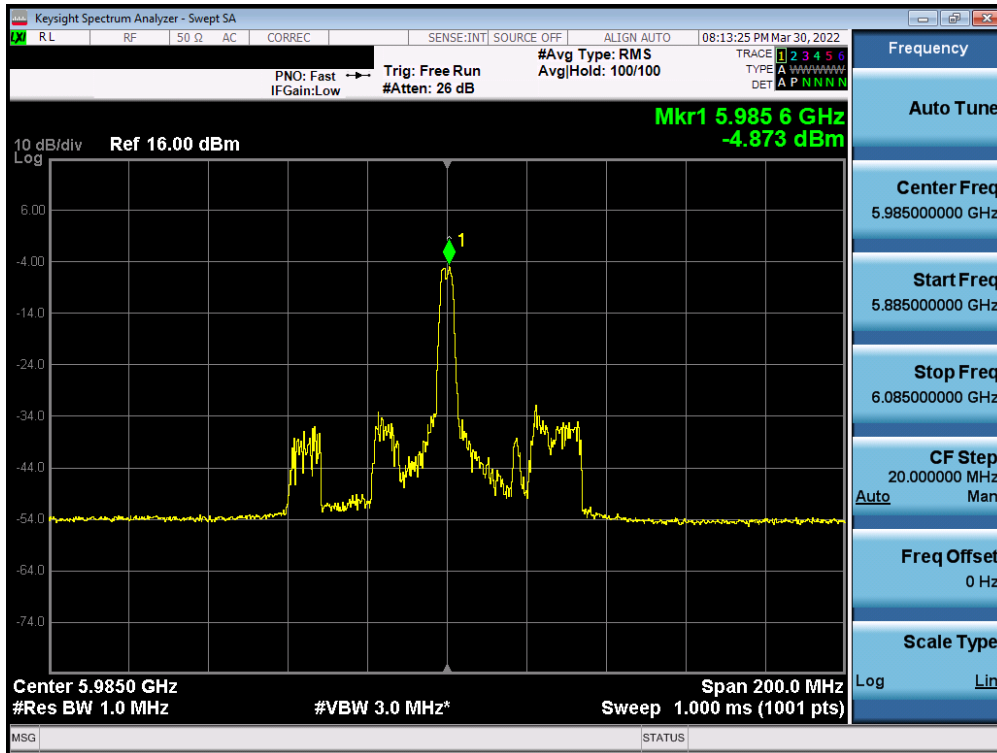 Keysight Spectrum Analyzer - Swept SA
LXI RL RF 50 Ω AC CORREC SENSE:INT SOURCE OFF ALIGN AUTO 08:13:25 PM Mar 30, 2022
PNO: Fast
IFGain:Low
Trig: Free Run
#Atten: 26 dB
#Avg Type: RMS
Avg|Hold: 100/100
TRACE 1 2 3 4 5 6
TYPE A WWWWW
DET A P N N N N
Mkr1 5.985 6 GHz
-4.873 dBm
10 dB/div Ref 16.00 dBm
Log
1
6.00
-4.00
-14.0
-24.0
-34.0
-44.0
-54.0
-64.0
-74.0
Center 5.9850 GHz Span 200.0 MHz
#Res BW 1.0 MHz #VBW 3.0 MHz* Sweep 1.000 ms (1001 pts)
MSG STATUS
Frequency
Auto Tune
Center Freq
5.985000000 GHz
Start Freq
5.885000000 GHz
Stop Freq
6.085000000 GHz
CF Step
20.000000 MHz
Auto Man
Freq Offset
0 Hz
Scale Type
Log Lin